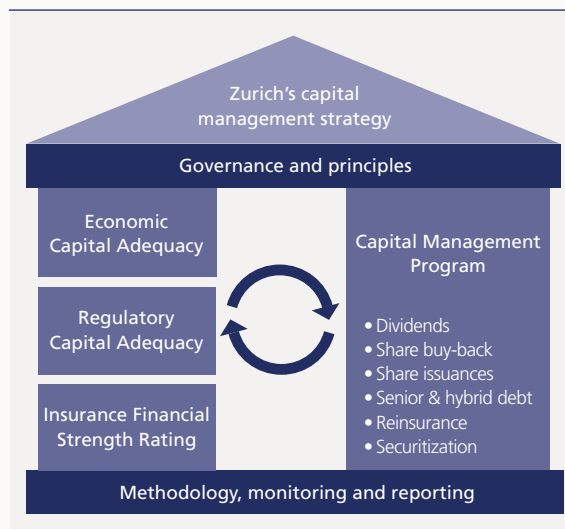 Zurich's capital
management strategy
Governance and principles
Economic
Capital Adequacy
Regulatory
Capital Adequacy
Insurance Financial
Strength Rating
Capital Management
Program
• Dividends
• Share buy-back
• Share issuances
• Senior & hybrid debt
• Reinsurance
• Securitization
Methodology, monitoring and reporting